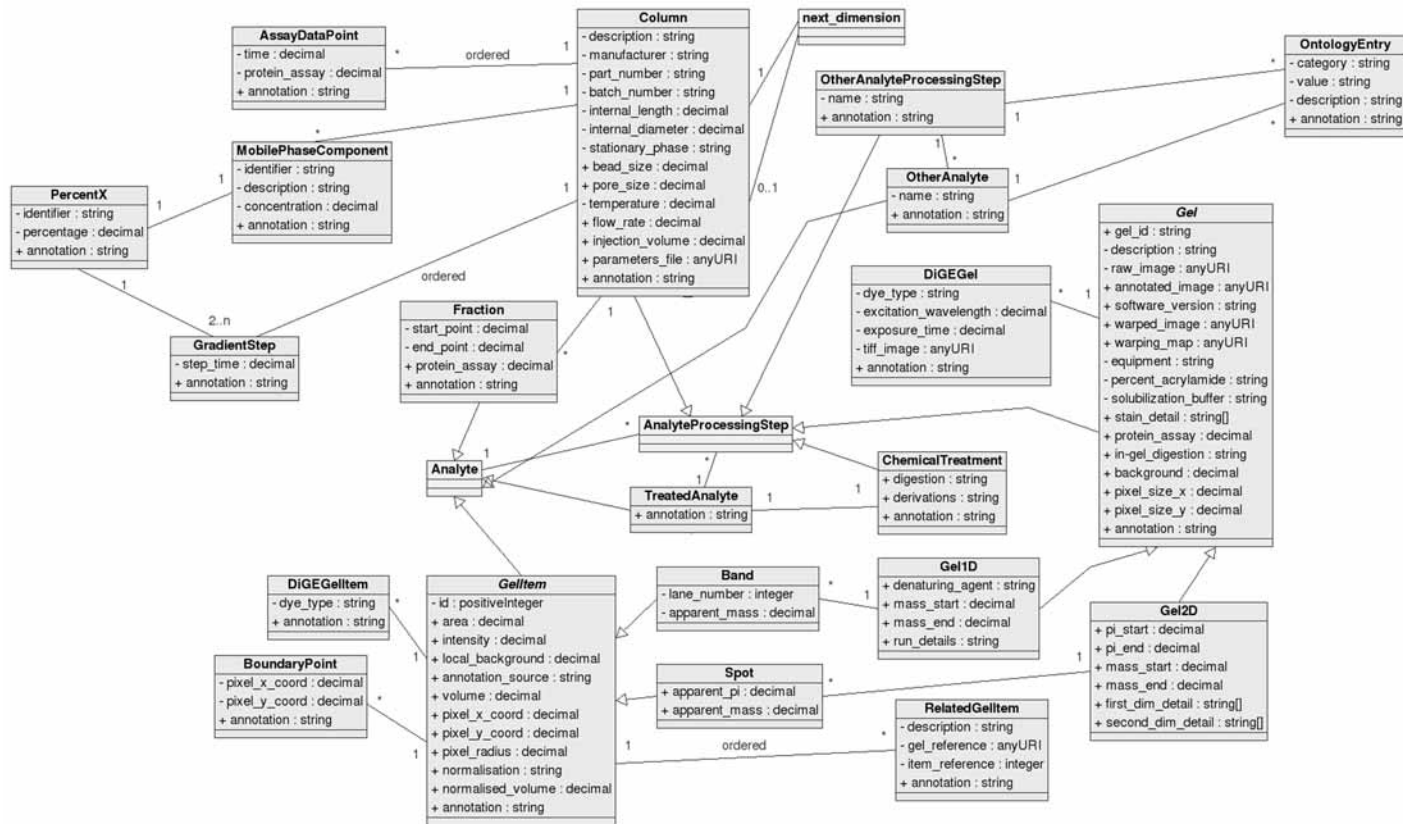 AssayDataPoint
- time : decimal
- protein_assay : decimal
+ annotation : string
*
ordered
1
Column
- description : string
- manufacturer : string
- part_number : string
- batch_number : string
- internal_length : decimal
- internal_diameter : decimal
- stationary_phase : string
+ bead_size : decimal
+ pore_size : decimal
- temperature : decimal
+ flow_rate : decimal
+ injection_volume : decimal
+ parameters_file : anyURI
+ annotation : string
next_dimension
1
0..1
OtherAnalyteProcessingStep
- name : string
+ annotation : string
1
*
1
OntologyEntry
- category : string
- value : string
- description : string
+ annotation : string
*
*
OtherAnalyte
- name : string
+ annotation : string
1
MobilePhaseComponent
- identifier : string
- description : string
- concentration : decimal
+ annotation : string
*
1
1
PercentX
- identifier : string
- percentage : decimal
+ annotation : string
1
1
2..n
ordered
1
GradientStep
- step_time : decimal
+ annotation : string
Fraction
- start_point : decimal
- end_point : decimal
+ protein_assay : decimal
+ annotation : string
1
*
DiGEGel
- dye_type : string
- excitation_wavelength : decimal
- exposure_time : decimal
- tiff_image : anyURI
+ annotation : string
*
1
Gel
+ gel_id : string
- description : string
- raw_image : anyURI
+ annotated_image : anyURI
+ software_version : string
+ warped_image : anyURI
+ warping_map : anyURI
- equipment : string
- percent_acrylamide : string
- solubilization_buffer : string
+ stain_detail : string[]
+ protein_assay : decimal
+ in-gel_digestion : string
+ background : decimal
+ pixel_size_x : decimal
+ pixel_size_y : decimal
+ annotation : string
AnalyteProcessingStep
*
*
1
Analyte
1
TreatedAnalyte
+ annotation : string
1
1
ChemicalTreatment
+ digestion : string
+ derivations : string
+ annotation : string
DiGEGelItem
- dye_type : string
+ annotation : string
*
1
BoundaryPoint
- pixel_x_coord : decimal
- pixel_y_coord : decimal
+ annotation : string
*
1
GelItem
- id : positiveInteger
+ area : decimal
+ intensity : decimal
+ local_background : decimal
+ annotation_source : string
+ volume : decimal
+ pixel_x_coord : decimal
+ pixel_y_coord : decimal
+ pixel_radius : decimal
+ normalisation : string
+ normalised_volume : decimal
+ annotation : string
Band
- lane_number : integer
- apparent_mass : decimal
*
1
Gel1D
+ denaturing_agent : string
+ mass_start : decimal
+ mass_end : decimal
+ run_details : string
Spot
+ apparent_pi : decimal
+ apparent_mass : decimal
*
1
Gel2D
+ pi_start : decimal
+ pi_end : decimal
+ mass_start : decimal
+ mass_end : decimal
+ first_dim_detail : string[]
+ second_dim_detail : string[]
1
ordered
*
RelatedGelItem
- description : string
- gel_reference : anyURI
- item_reference : integer
+ annotation : string